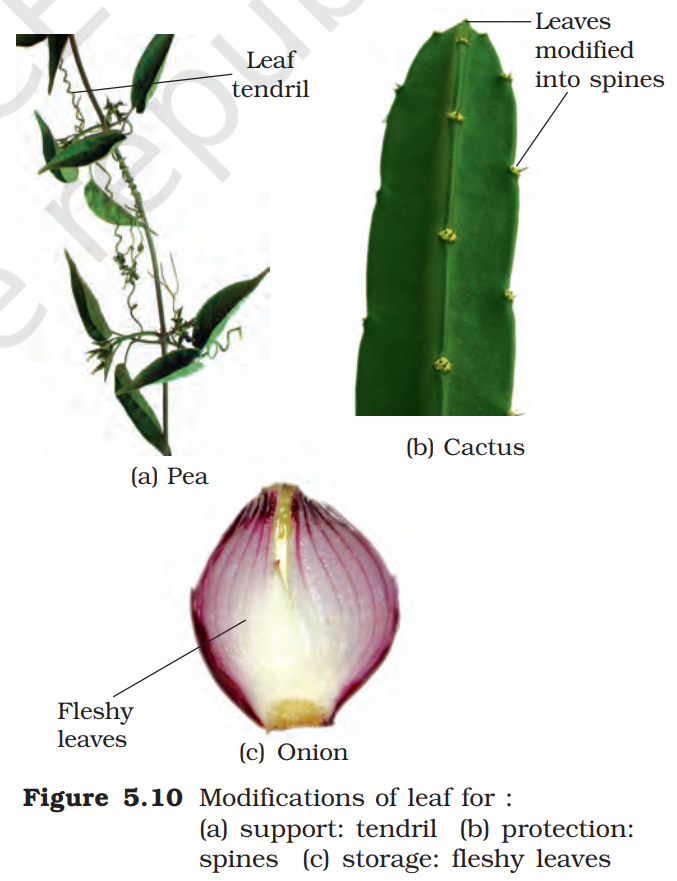 Leaf
tendril
Leaves
modified
into spines
(a) Pea
(b) Cactus
Fleshy
leaves
(c) Onion
Figure 5.10 Modifications of leaf for :
(a) support: tendril (b) protection:
spines (c) storage: fleshy leaves